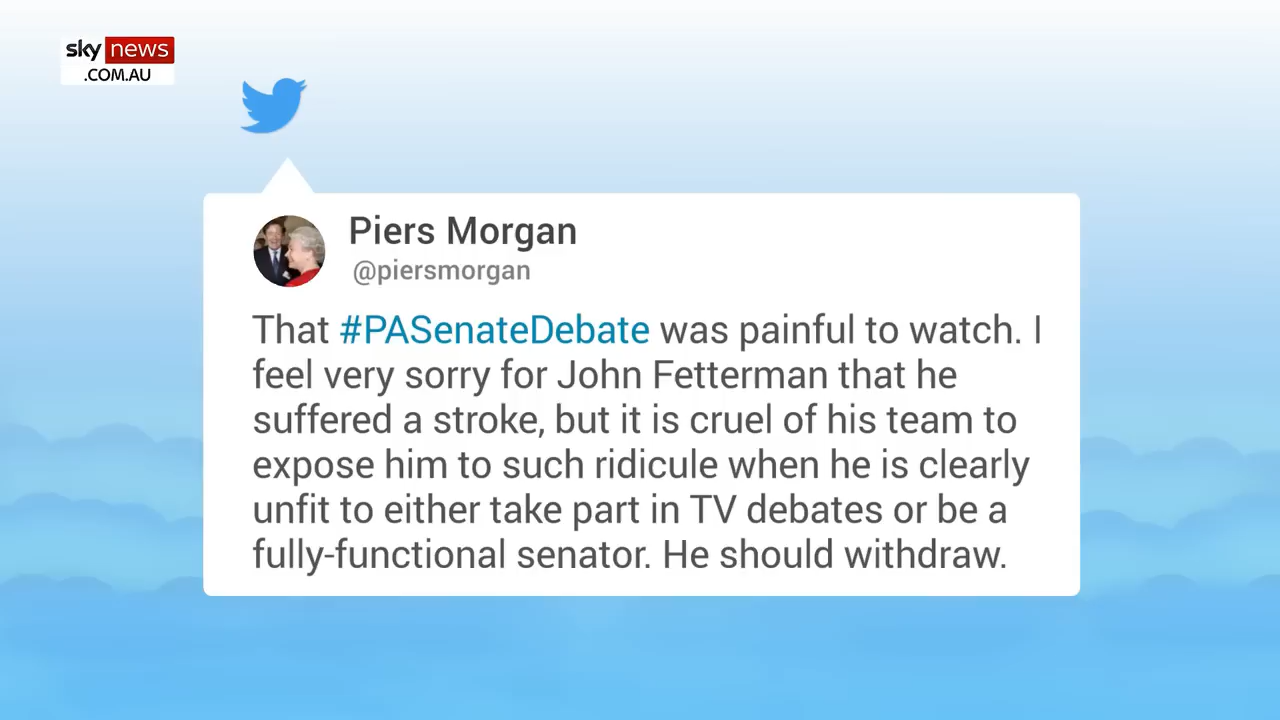 sky news
.COM.AU
Piers Morgan
@piersmorgan
That #PASenateDebate was painful to watch. I
feel very sorry for John Fetterman that he
suffered a stroke, but it is cruel of his team to
expose him to such ridicule when he is clearly
unfit to either take part in TV debates or be a
fully-functional senator. He should withdraw.